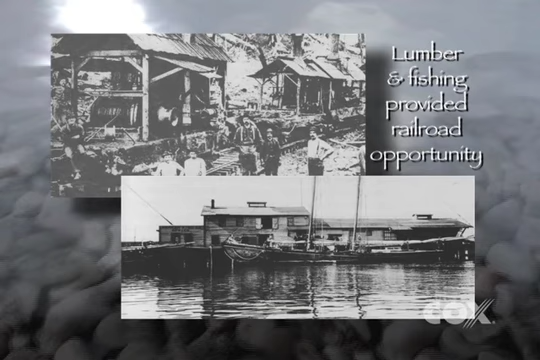 Lumber
& fishing
provided
railroad
opportunity
COX